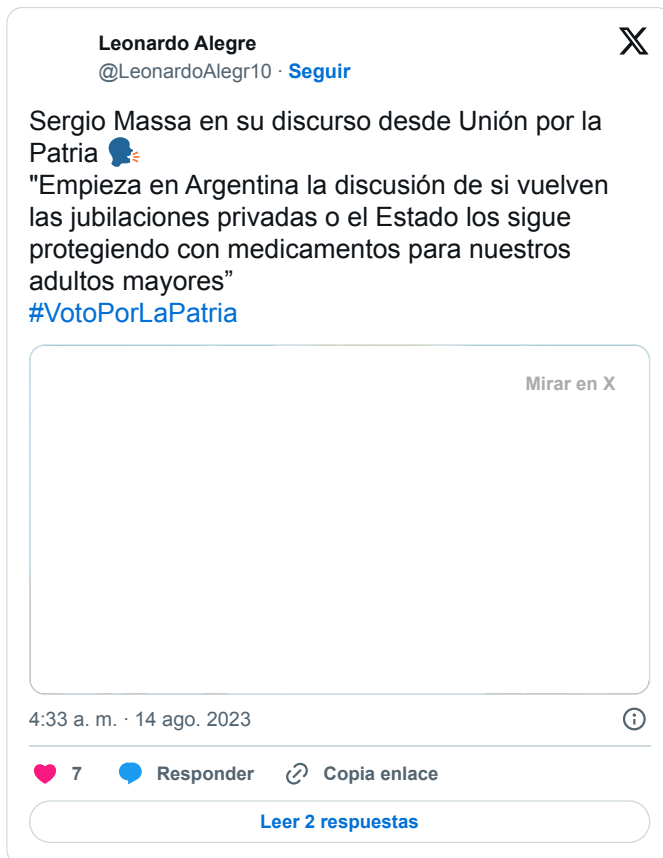 Leonardo Alegre
@LeonardoAlegr10 · Seguir
Sergio Massa en su discurso desde Unión por la
Patria 🗣️
"Empieza en Argentina la discusión de si vuelven
las jubilaciones privadas o el Estado los sigue
protegiendo con medicamentos para nuestros
adultos mayores”
#VotoPorLaPatria
Mirar en X
4:33 a. m. · 14 ago. 2023
7 Responder Copia enlace
Leer 2 respuestas